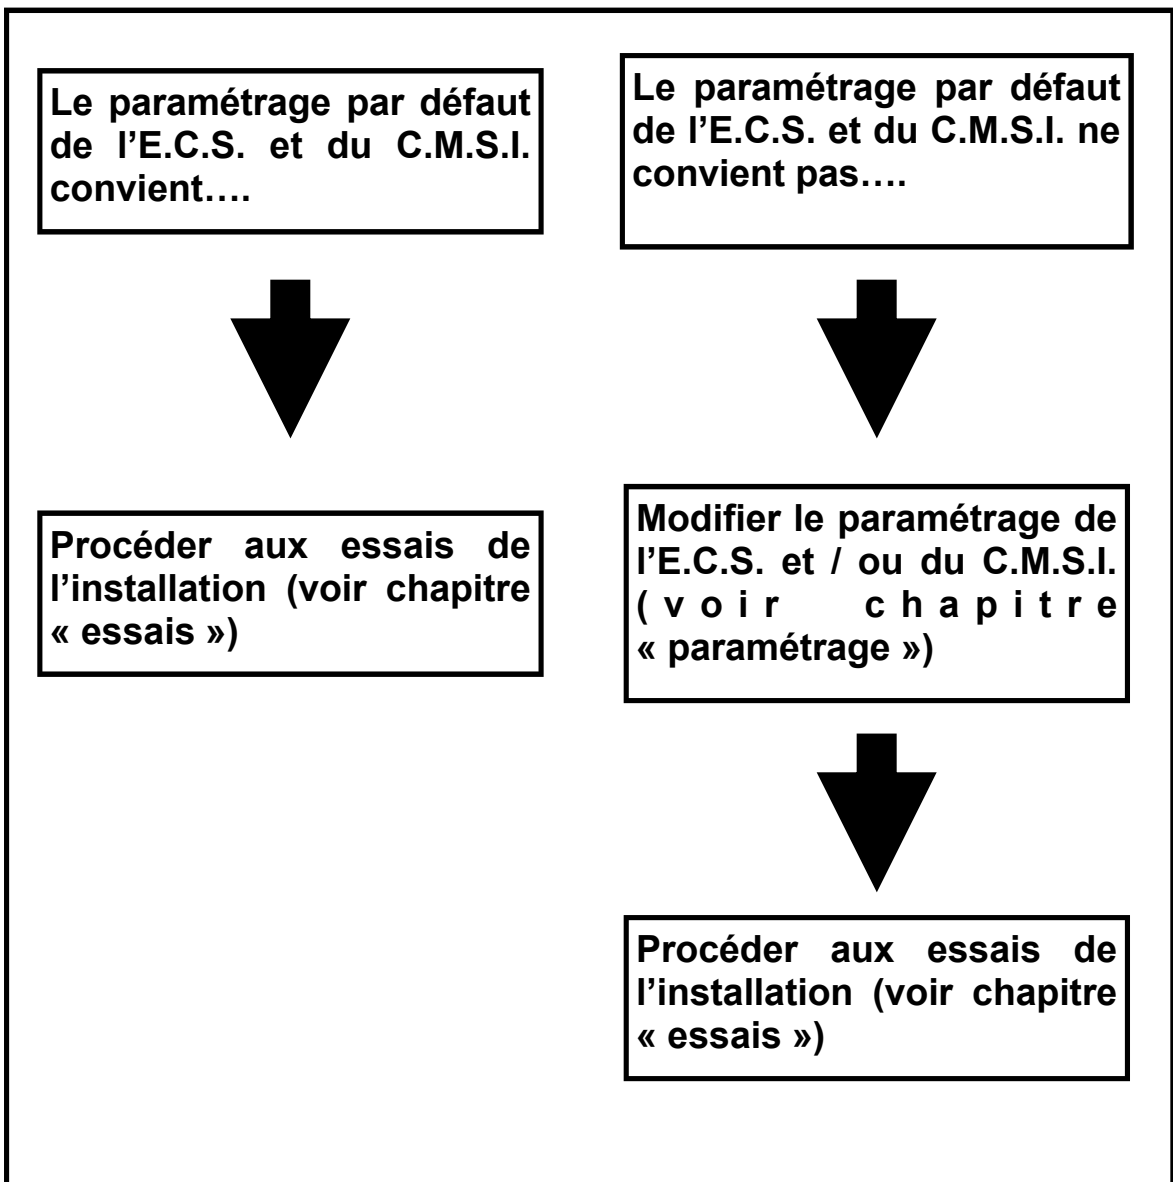 Le paramétrage par défaut
de l’E.C.S. et du C.M.S.I.
convient….
Procéder aux essais de
l’installation (voir chapitre
« essais »)
Le paramétrage par défaut
de l’E.C.S. et du C.M.S.I. ne
convient pas….
Modifier le paramétrage de
l’E.C.S. et / ou du C.M.S.I.
(voir chapitre
« paramétrage »)
Procéder aux essais de
l’installation (voir chapitre
« essais »)